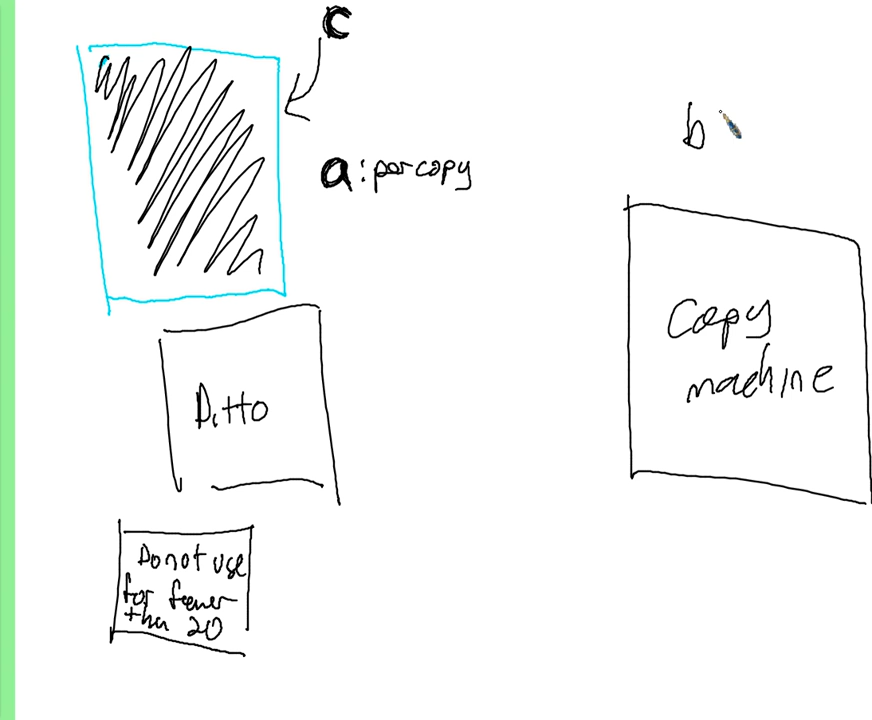 c
a: per copy
b
Copy
machine
Ditto
Do not use
for fewer
than 20